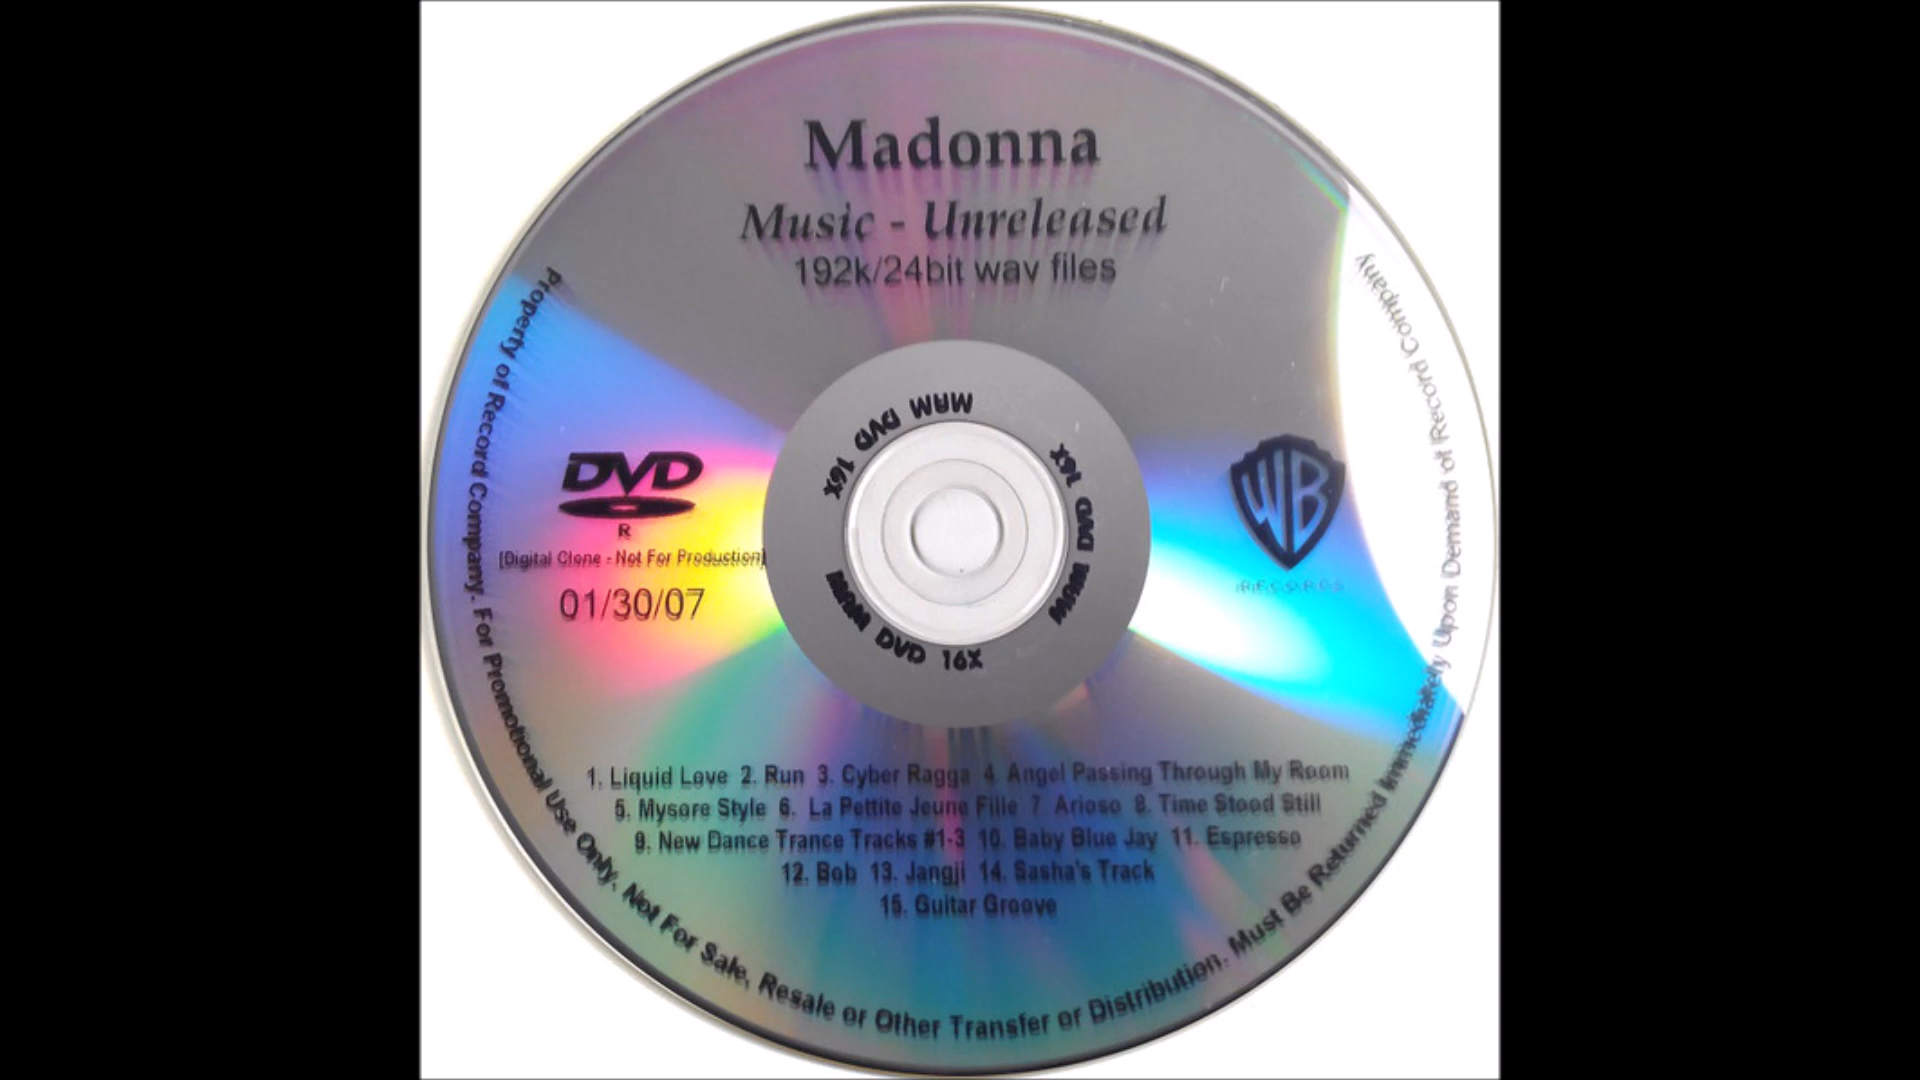 Madonna
Music - Unreleased
192k/24bit wav files
DVD
R
[Digital Clone - Not For Production]
01/30/07
MAM DVD 16X
MAM DVD 16X
MAM DVD 16X
WB
RECORDS
1. Liquid Love 2. Run 3. Cyber Ragga 4. Angel Passing Through My Room
5. Mysore Style 6. La Pettite Jeune Fille 7. Arioso 8. Time Stood Still
9. New Dance Trance Tracks #1-3 10. Baby Blue Jay 11. Espresso
12. Bob 13. Jangji 14. Sasha's Track
15. Guitar Groove
Property of Record Company. For Promotional Use Only. Not For Sale, Resale or Other Transfer or Distribution. Must Be Returned Immediately Upon Demand of Record Company